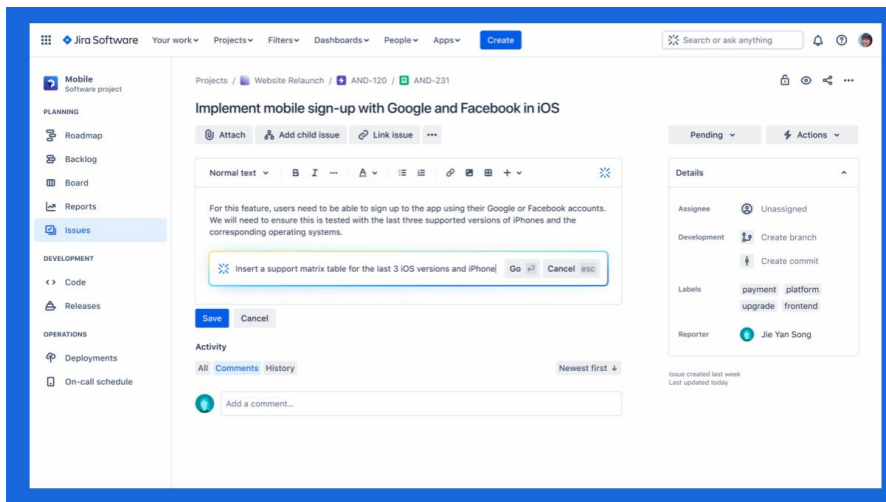 Jira Software Your work Projects Filters Dashboards People Apps Create Search or ask anything
Mobile
Software project
PLANNING
Roadmap
Backlog
Board
Reports
Issues
DEVELOPMENT
Code
Releases
OPERATIONS
Deployments
On-call schedule
Projects / Website Relaunch / AND-120 / AND-231
Implement mobile sign-up with Google and Facebook in iOS
Attach Add child issue Link issue
Normal text B I A
For this feature, users need to be able to sign up to the app using their Google or Facebook accounts.
We will need to ensure this is tested with the last three supported versions of iPhones and the
corresponding operating systems.
Insert a support matrix table for the last 3 iOS versions and iPhone Go Cancel esc
Save Cancel
Activity
All Comments History Newest first
Add a comment...
Pending Actions
Details
Assignee Unassigned
Development Create branch
Create commit
Labels payment platform
upgrade frontend
Reporter Jie Yan Song
Issue created last week
Last updated today